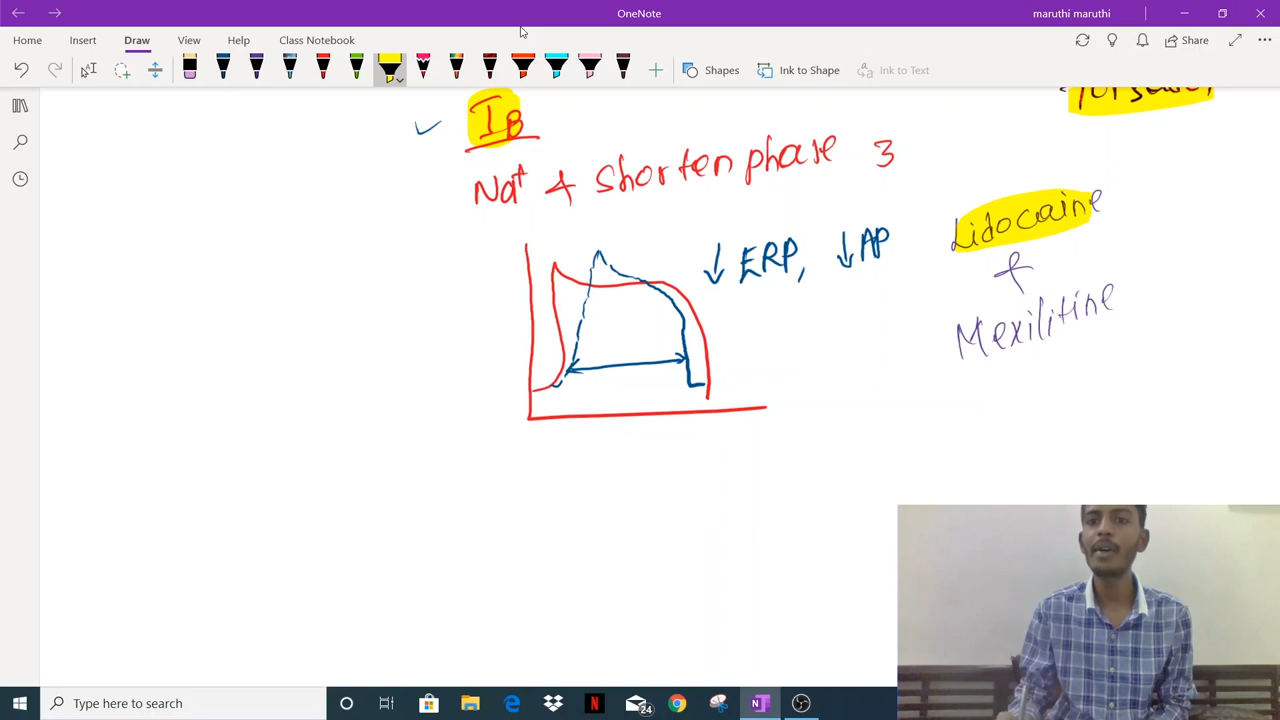 OneNote
maruthi maruthi
Home
Insert
Draw
View
Help
Class Notebook
Share
Shapes
Ink to Shape
Ink to Text
IB
Na+ & shorten phase 3
↓ ERP, ↓ AP
Lidocaine
&
Mexilitine
Type here to search
24